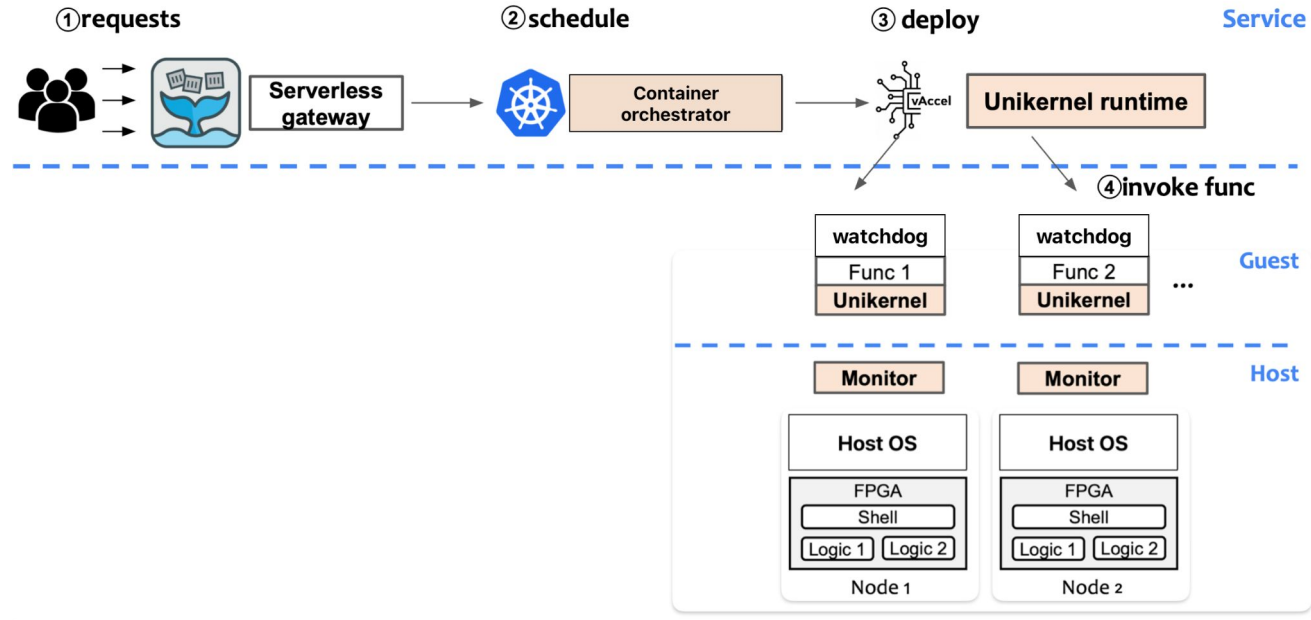 ①requests
② schedule
③ deploy
Service
Serverless
gateway
Container
orchestrator
vAccel
Unikernel runtime
④invoke func
watchdog
watchdog
Guest
Func 1
Func 2
...
Unikernel
Unikernel
Host
Monitor
Monitor
Host OS
Host OS
FPGA
FPGA
Shell
Shell
Logic 1
Logic 2
Logic 1
Logic 2
Node 1
Node 2